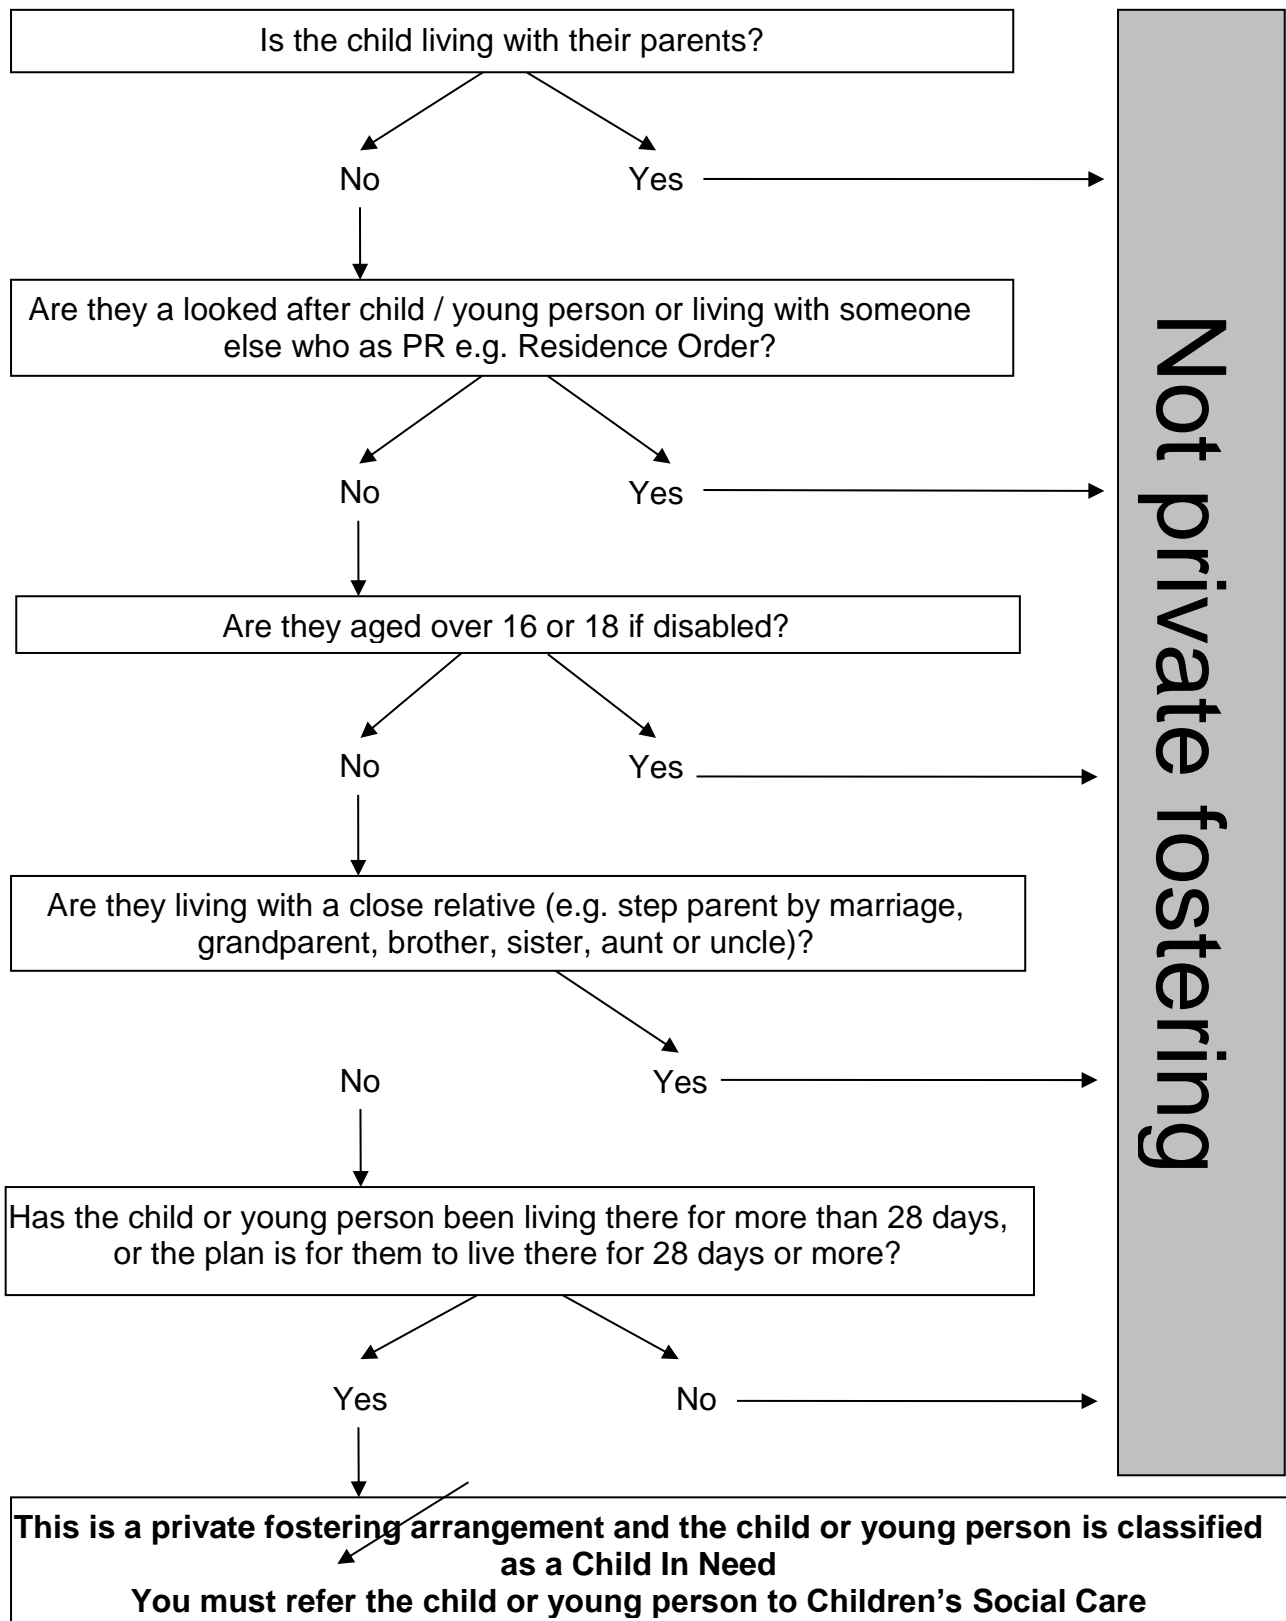 Is the child living with their parents?
No
Yes
Are they a looked after child / young person or living with someone
else who as PR e.g. Residence Order?
No
Yes
Are they aged over 16 or 18 if disabled?
No
Yes
Are they living with a close relative (e.g. step parent by marriage,
grandparent, brother, sister, aunt or uncle)?
No
Yes
Has the child or young person been living there for more than 28 days,
or the plan is for them to live there for 28 days or more?
Yes
No
This is a private fostering arrangement and the child or young person is classified
as a Child In Need
You must refer the child or young person to Children’s Social Care
Not private fostering